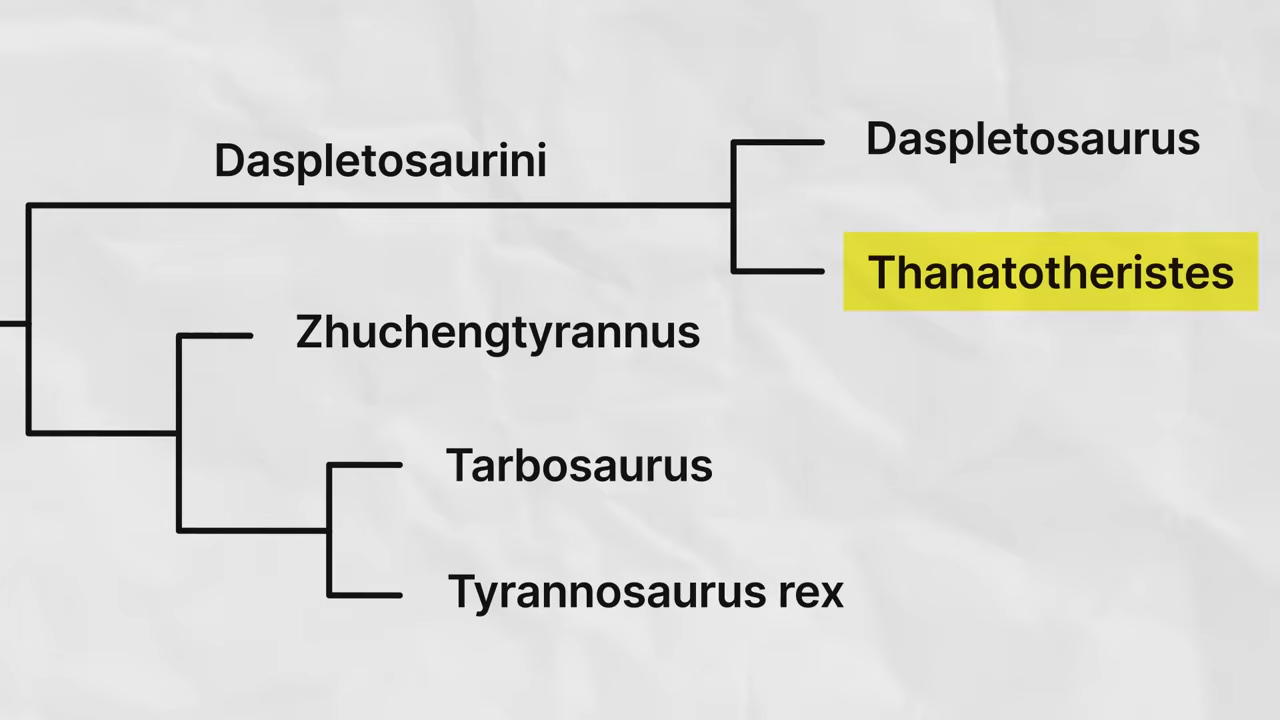 Daspletosaurini
Daspletosaurus
Thanatotheristes
Zhuchengtyrannus
Tarbosaurus
Tyrannosaurus rex